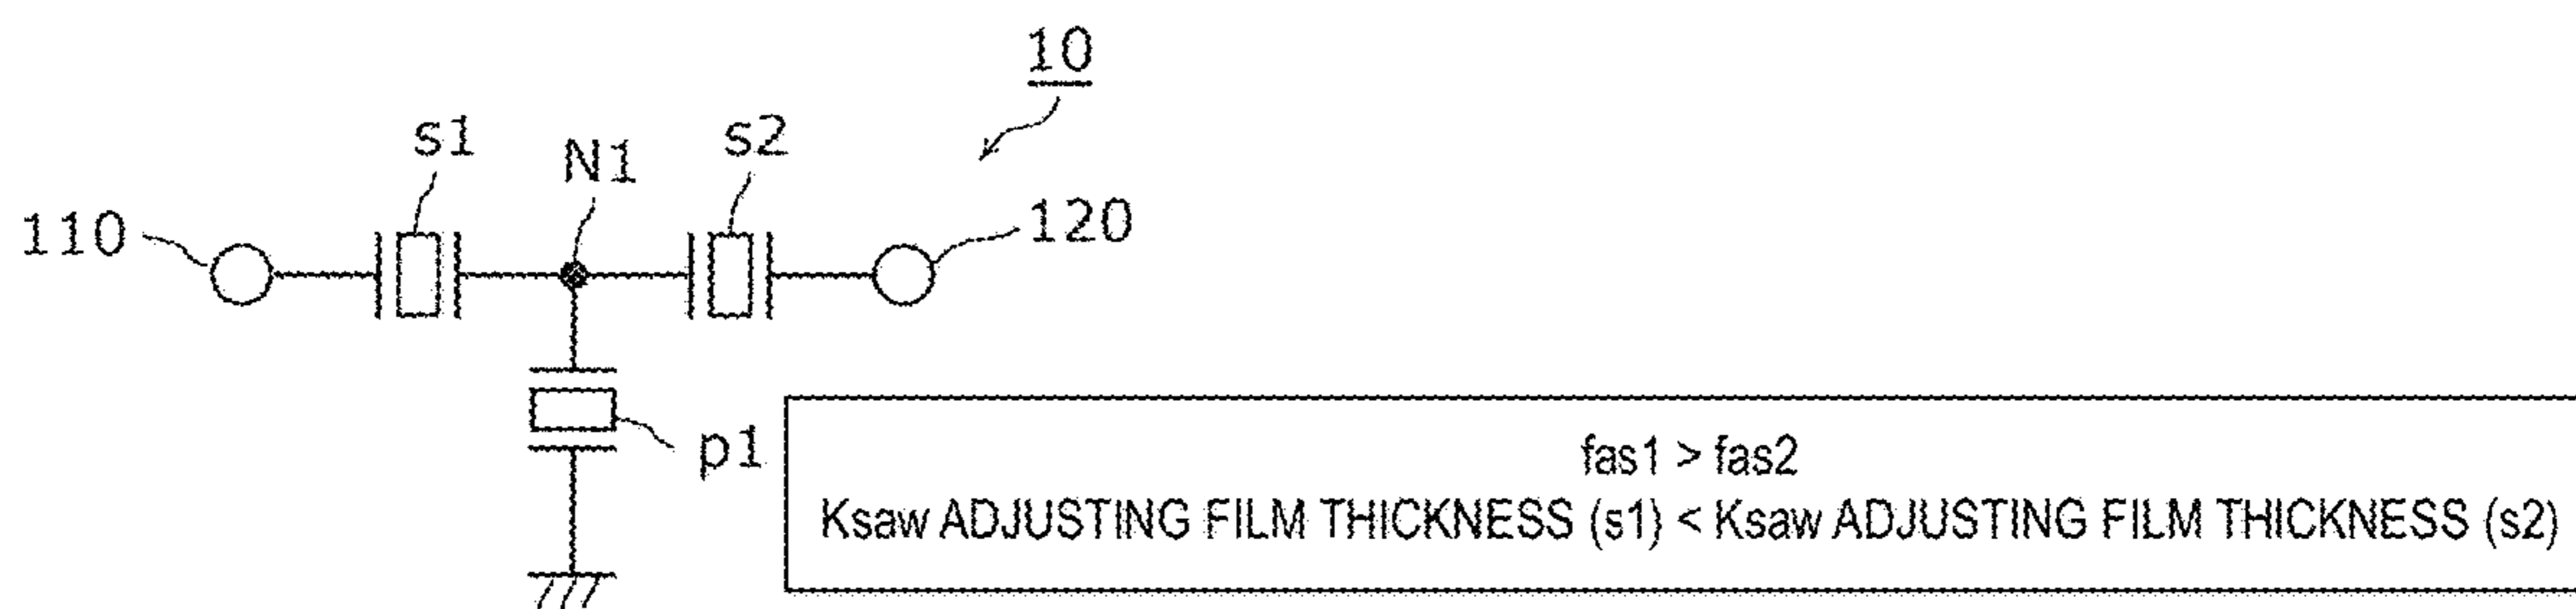 10
s1
N1
s2
110
120
p1
fas1 > fas2
Ksaw ADJUSTING FILM THICKNESS (s1) < Ksaw ADJUSTING FILM THICKNESS (s2)